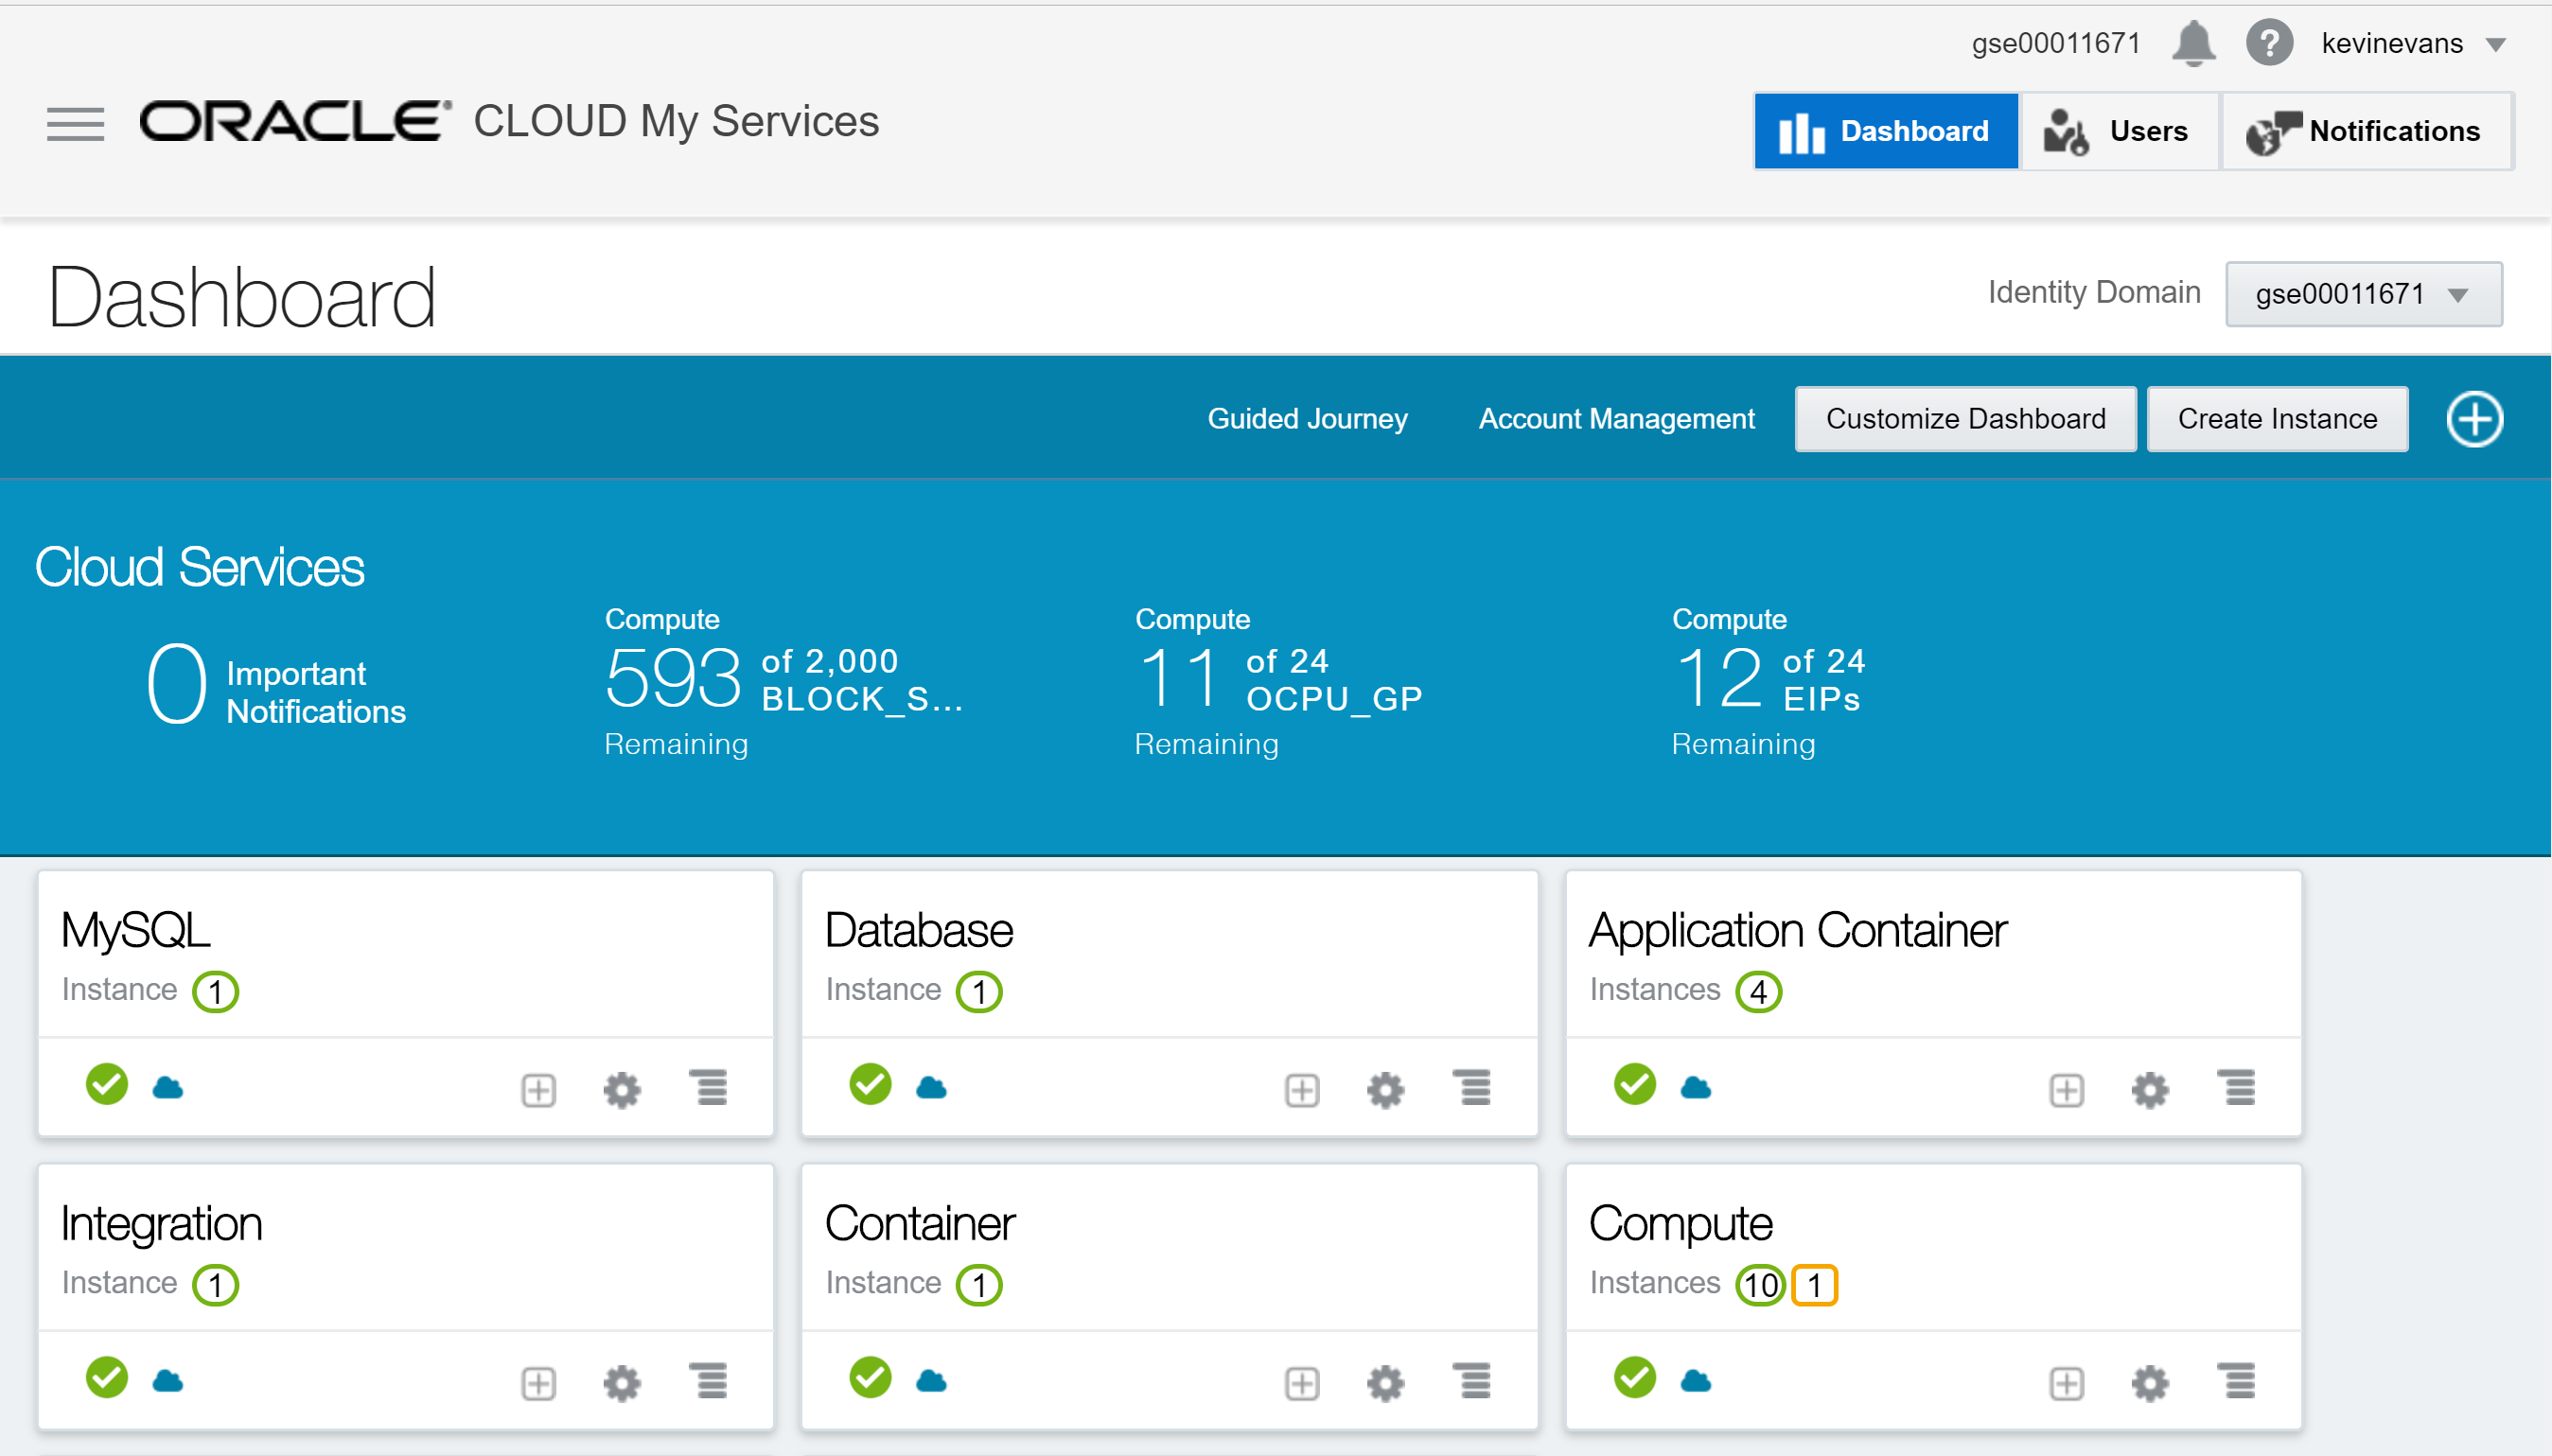 gse00011671 ? kevinevans
ORACLE® CLOUD My Services
Dashboard Users Notifications
Dashboard
Identity Domain gse00011671
Guided Journey Account Management Customize Dashboard Create Instance
Cloud Services
0 Important Notifications
Compute
593 of 2,000 BLOCK_S...
Remaining
Compute
11 of 24 OCPU_GP
Remaining
Compute
12 of 24 EIPs
Remaining
MySQL
Instance 1
Database
Instance 1
Application Container
Instances 4
Integration
Instance 1
Container
Instance 1
Compute
Instances 10 1